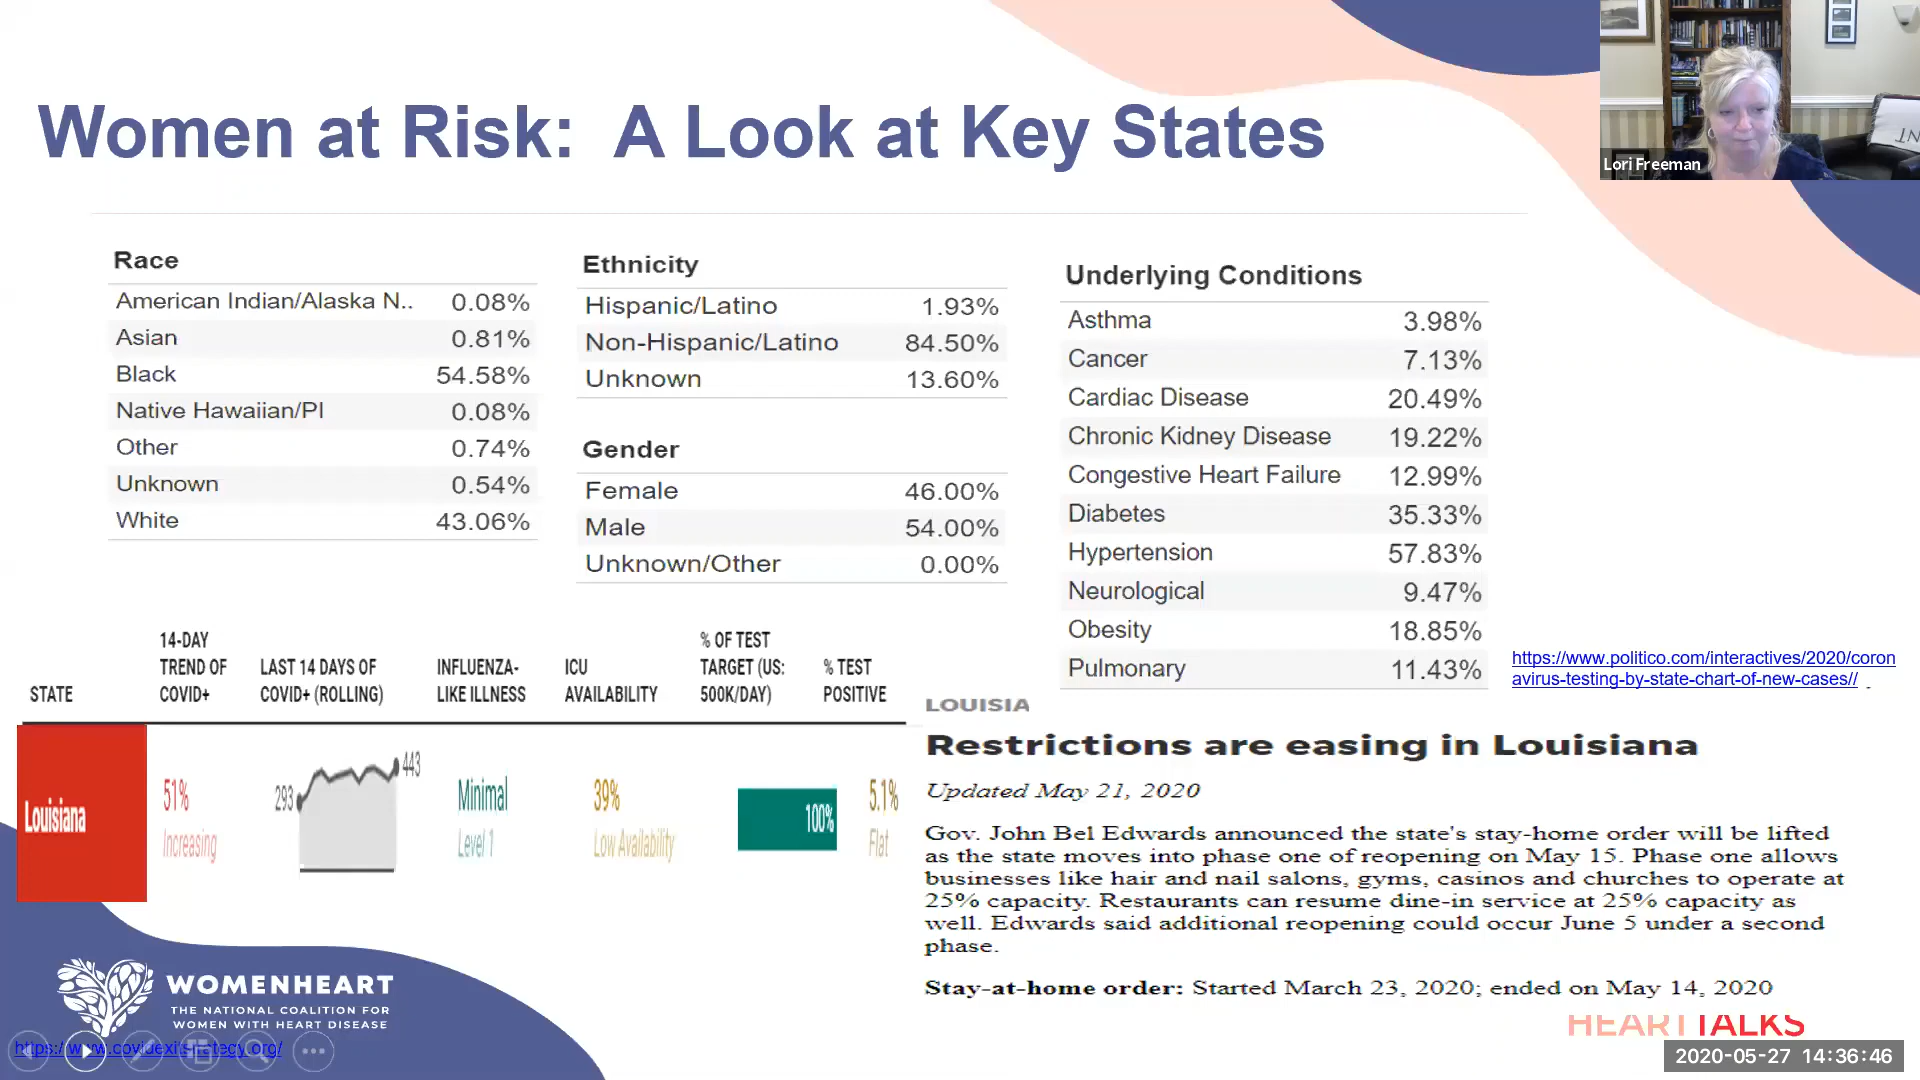 Women at Risk: A Look at Key States
Lori Freeman
Race
American Indian/Alaska N.. 0.08%
Asian 0.81%
Black 54.58%
Native Hawaiian/PI 0.08%
Other 0.74%
Unknown 0.54%
White 43.06%
Ethnicity
Hispanic/Latino 1.93%
Non-Hispanic/Latino 84.50%
Unknown 13.60%
Gender
Female 46.00%
Male 54.00%
Unknown/Other 0.00%
Underlying Conditions
Asthma 3.98%
Cancer 7.13%
Cardiac Disease 20.49%
Chronic Kidney Disease 19.22%
Congestive Heart Failure 12.99%
Diabetes 35.33%
Hypertension 57.83%
Neurological 9.47%
Obesity 18.85%
Pulmonary 11.43%
https://www.politico.com/interactives/2020/coron
avirus-testing-by-state-chart-of-new-cases//
STATE
14-DAY
TREND OF
COVID+
LAST 14 DAYS OF
COVID+ (ROLLING)
INFLUENZA-
LIKE ILLNESS
ICU
AVAILABILITY
% OF TEST
TARGET (US:
500K/DAY)
% TEST
POSITIVE
Louisiana
51%
Increasing
293
443
Minimal
Level 1
39%
Low Availability
100%
5.1%
Flat
LOUISIA
Restrictions are easing in Louisiana
Updated May 21, 2020
Gov. John Bel Edwards announced the state's stay-home order will be lifted
as the state moves into phase one of reopening on May 15. Phase one allows
businesses like hair and nail salons, gyms, casinos and churches to operate at
25% capacity. Restaurants can resume dine-in service at 25% capacity as
well. Edwards said additional reopening could occur June 5 under a second
phase.
Stay-at-home order: Started March 23, 2020; ended on May 14, 2020
WOMENHEART
THE NATIONAL COALITION FOR
WOMEN WITH HEART DISEASE
https://www.covidexitstrategy.org/
HEART TALKS
2020-05-27 14:36:46